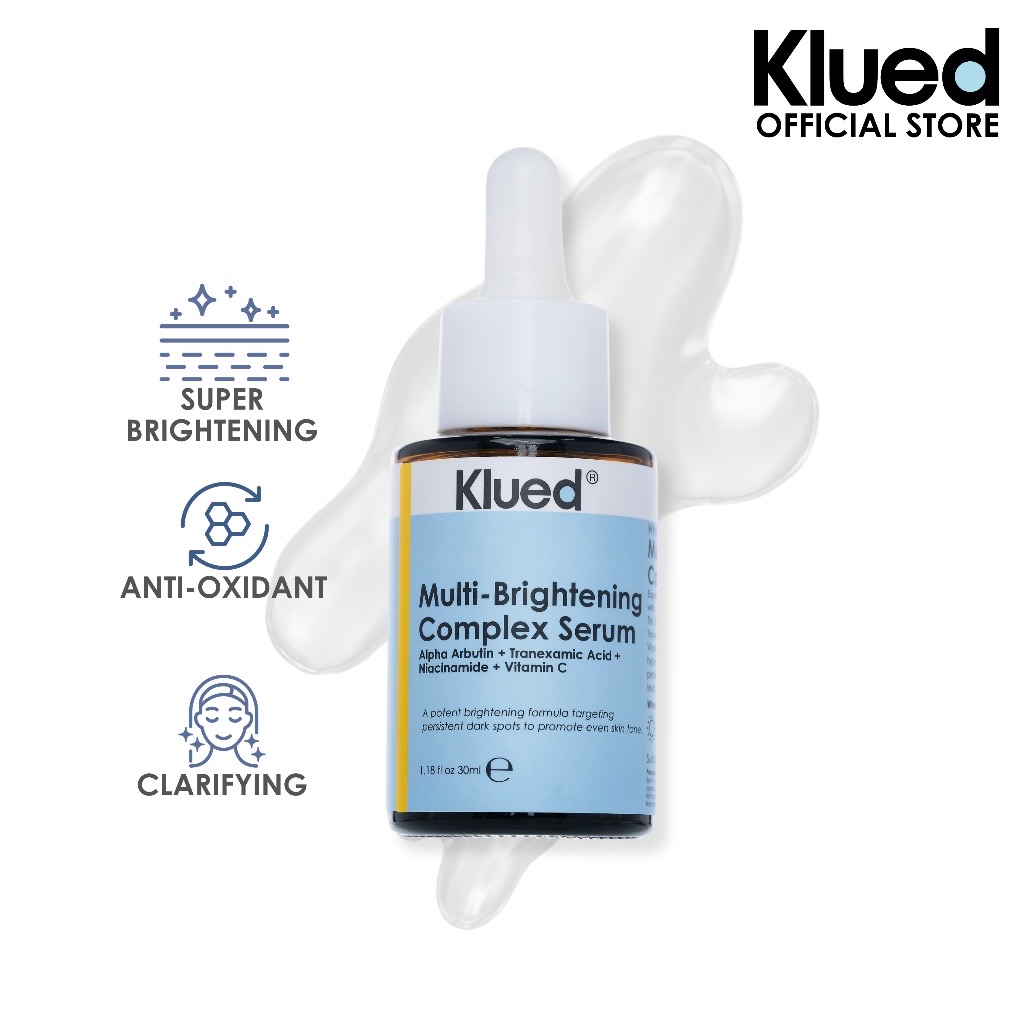 Klued
OFFICIAL STORE
SUPER
BRIGHTENING
ANTI-OXIDANT
CLARIFYING
Klued®
Multi-Brightening
Complex Serum
Alpha Arbutin + Tranexamic Acid +
Niacinamide + Vitamin C
A potent brightening formula targeting
persistent dark spots to promote even skin tone.
1.18 fl oz 30ml ℮